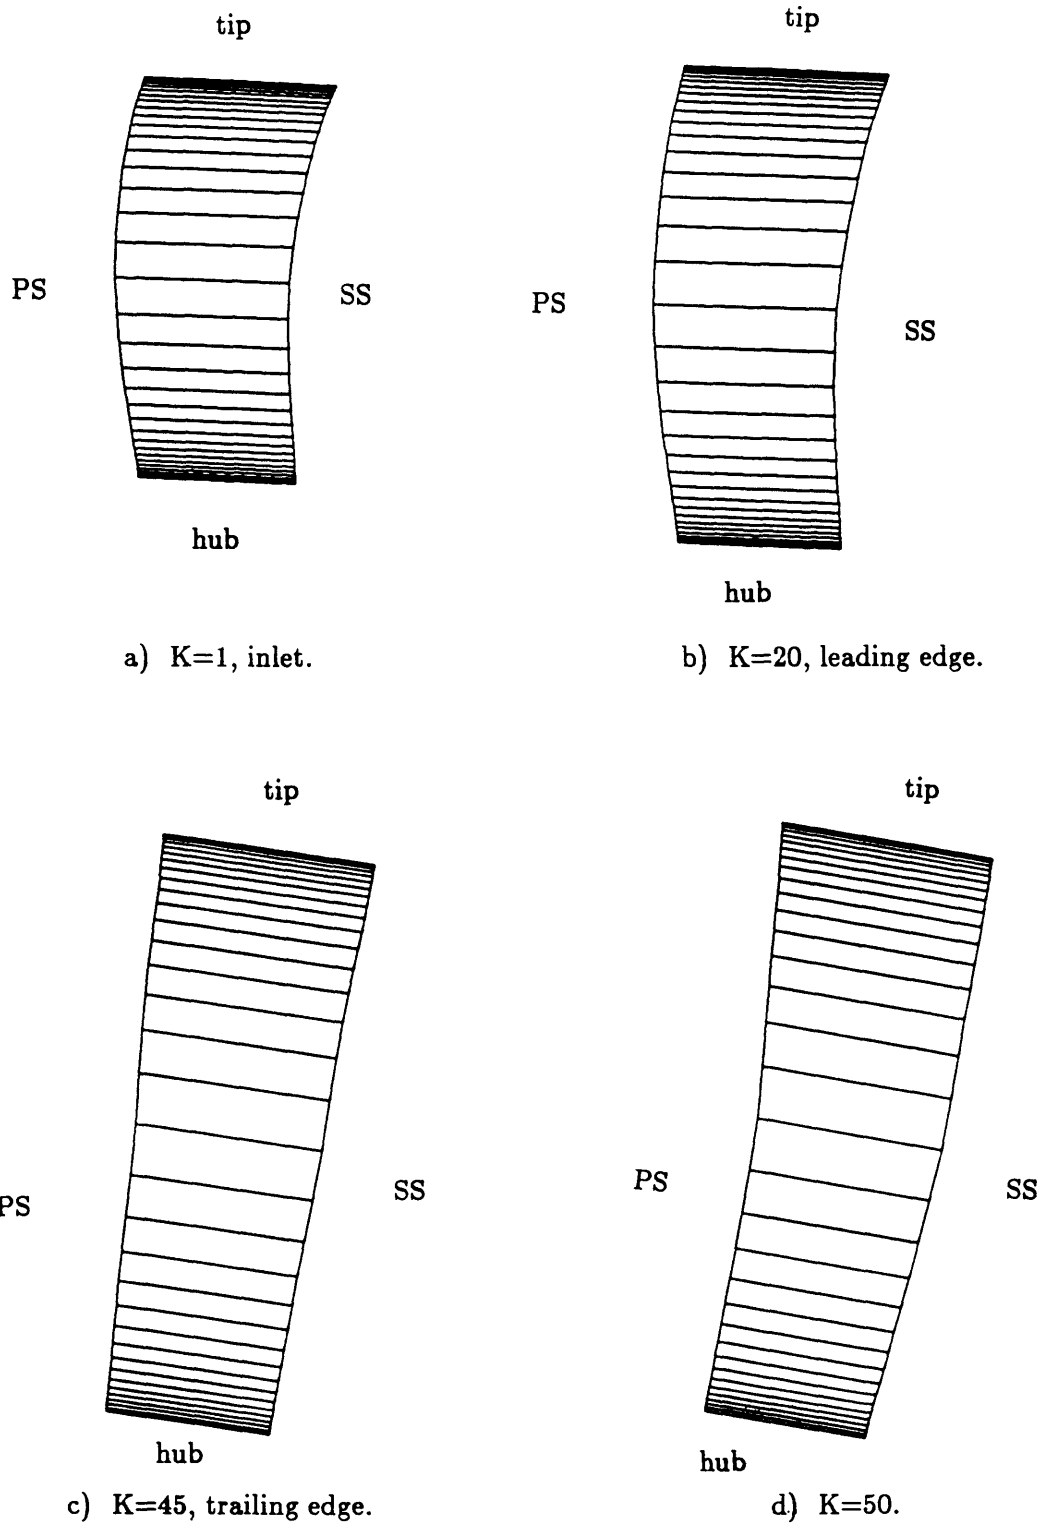 tip
PS
SS
hub
a) K=1, inlet.
tip
PS
SS
hub
b) K=20, leading edge.
tip
PS
SS
hub
c) K=45, trailing edge.
tip
PS
SS
hub
d) K=50.